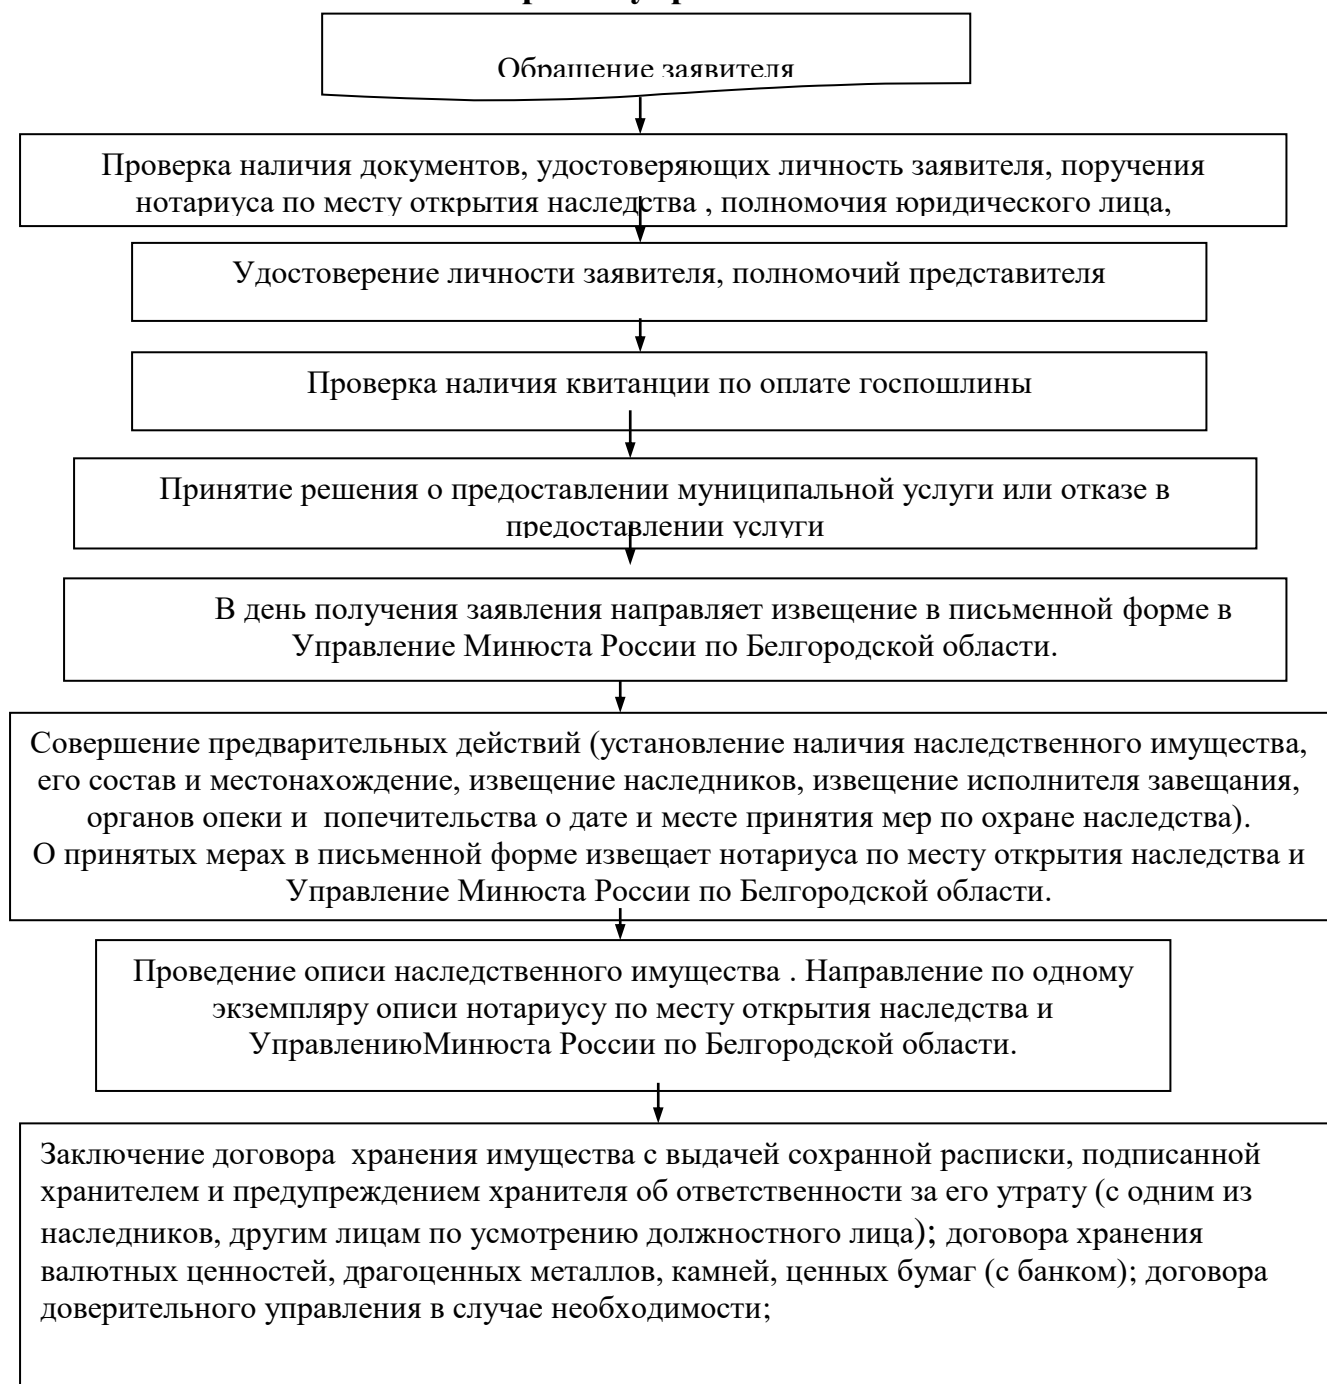 Обращение заявителя
Проверка наличия документов, удостоверяющих личность заявителя, поручения
нотариуса по месту открытия наследства , полномочия юридического лица,
Удостоверение личности заявителя, полномочий представителя
Проверка наличия квитанции по оплате госпошлины
Принятие решения о предоставлении муниципальной услуги или отказе в
предоставлении услуги
В день получения заявления направляет извещение в письменной форме в
Управление Минюста России по Белгородской области.
Совершение предварительных действий (установление наличия наследственного имущества,
его состав и местонахождение, извещение наследников, извещение исполнителя завещания,
органов опеки и попечительства о дате и месте принятия мер по охране наследства).
О принятых мерах в письменной форме извещает нотариуса по месту открытия наследства и
Управление Минюста России по Белгородской области.
Проведение описи наследственного имущества . Направление по одному
экземпляру описи нотариусу по месту открытия наследства и
УправлениюМинюста России по Белгородской области.
Заключение договора хранения имущества с выдачей сохранной расписки, подписанной
хранителем и предупреждением хранителя об ответственности за его утрату (с одним из
наследников, другим лицам по усмотрению должностного лица); договора хранения
валютных ценностей, драгоценных металлов, камней, ценных бумаг (с банком); договора
доверительного управления в случае необходимости;